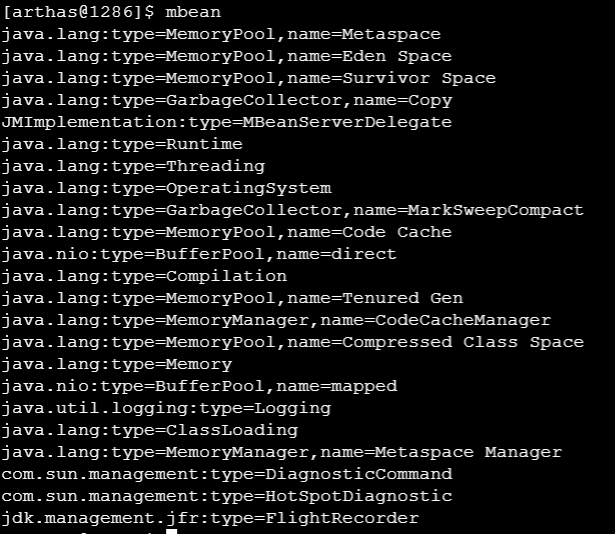 [arthas@1286]$ mbean
java.lang:type=MemoryPool,name=Metaspace
java.lang:type=MemoryPool,name=Eden Space
java.lang:type=MemoryPool,name=Survivor Space
java.lang:type=GarbageCollector,name=Copy
JMImplementation:type=MBeanServerDelegate
java.lang:type=Runtime
java.lang:type=Threading
java.lang:type=OperatingSystem
java.lang:type=GarbageCollector,name=MarkSweepCompact
java.lang:type=MemoryPool,name=Code Cache
java.nio:type=BufferPool,name=direct
java.lang:type=Compilation
java.lang:type=MemoryPool,name=Tenured Gen
java.lang:type=MemoryManager,name=CodeCacheManager
java.lang:type=MemoryPool,name=Compressed Class Space
java.lang:type=Memory
java.nio:type=BufferPool,name=mapped
java.util.logging:type=Logging
java.lang:type=ClassLoading
java.lang:type=MemoryManager,name=Metaspace Manager
com.sun.management:type=DiagnosticCommand
com.sun.management:type=HotSpotDiagnostic
jdk.management.jfr:type=FlightRecorder